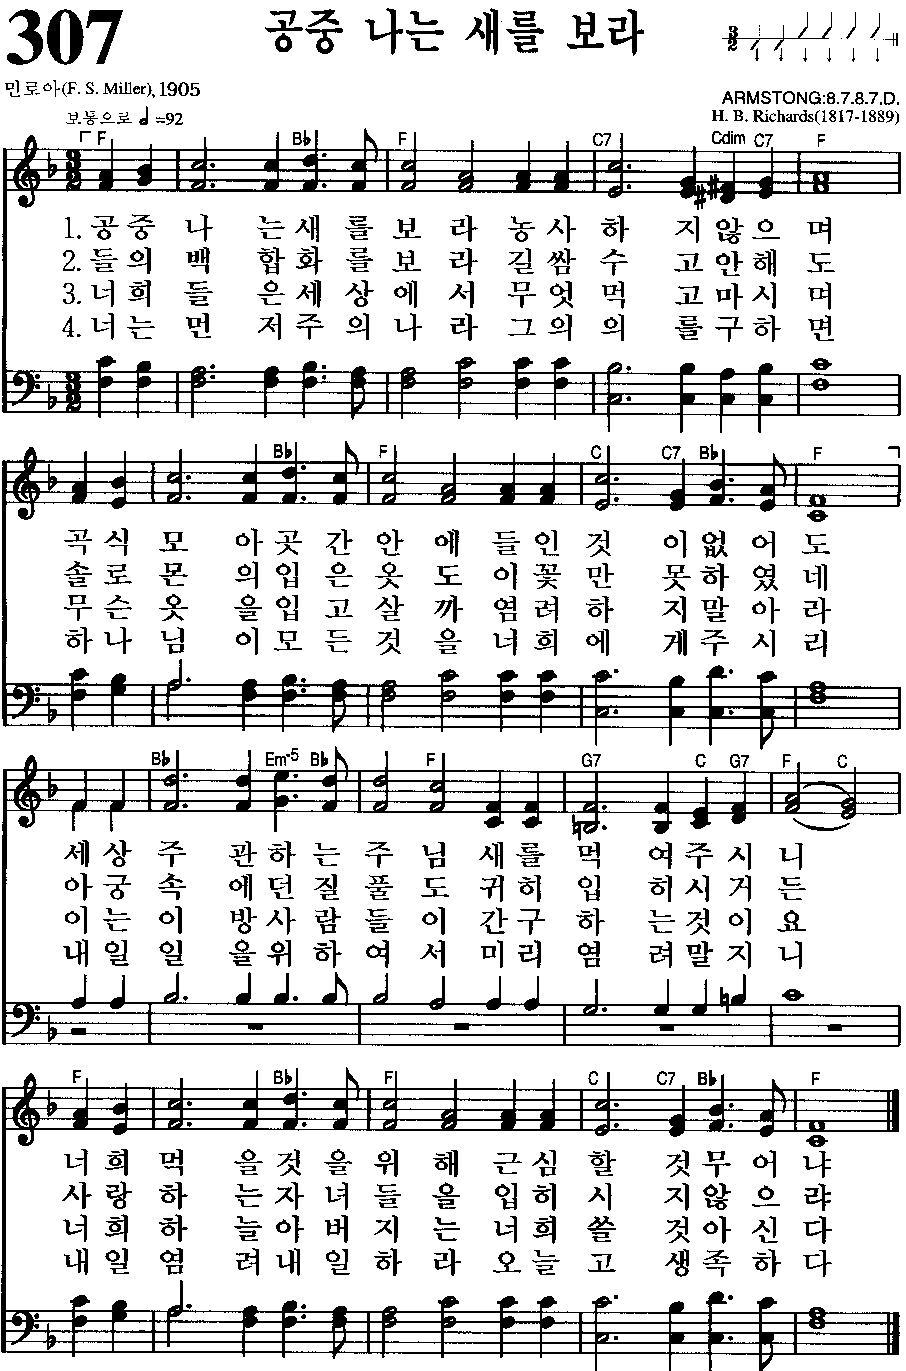 307
공중 나는 새를 보라
민로아(F. S. Miller), 1905
보통으로 =92
ARMSTONG:8.7.8.7.D.
H. B. Richards(1817-1889)
F B♭ F C7 Cdim C7 F
1. 공중 나 는새 를보 라 농사 하 지않으 며
2. 들의 백 합화 를보 라 길쌈 수 고안해 도
3. 너희 들 은세 상에 서 무엇 먹 고마시 며
4. 너는 먼 저주 의나 라 그의 의 를구하 면
B♭ F C C7 B♭ F
곡식 모 아곳 간안 에 들인 것 이없어 도
솔로 몬 의입 은옷 도 이꽃 만 못하였 네
무슨 옷 을입 고살 까 염려 하 지말아 라
하나 님 이모 든것 을 너희 에 게주시 리
B♭ Em-5 B♭ F G7 C G7 F C
세상 주 관하 는주 님 새를 먹 여주시 니
아궁 속 에던 질풀 도 귀히 입 히시거 든
이는 이 방사 람들 이 간구 하 는것이 요
내일 일 을위 하여 서 미리 염 려말지 니
F B♭ F C C7 B♭ F
너희 먹 을것 을위 해 근심 할 것무어 냐
사랑 하 는자 녀들 을 입히 시 지않으 랴
너희 하 늘아 버지 는 너희 쓸 것아신 다
내일 염 려내 일하 라 오늘 고 생족하 다